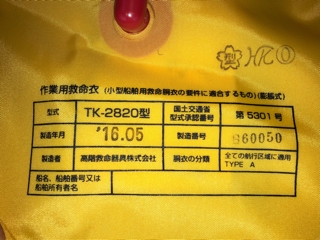 HK
作業用救命衣(小型船舶用救命胴衣の要件に適合するもの)(膨脹式)
型式 TK-2820型 国土交通省型式承認番号 第 5301 号
製造年月 '16.05 製造番号 960050
製造者 高階救命器具株式会社 胴衣の分類 全ての航行区域に適用 TYPE A
船名、船舶番号又は
船舶所有者名